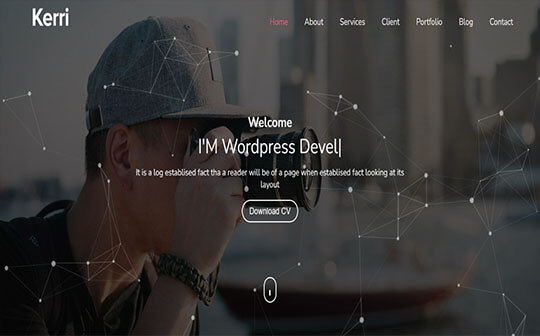 Kerri
Home About Services Client Portfolio Blog Contact
Welcome
I'M Wordpress Devel|
It is a log establised fact tha a reader will be of a page when establised fact looking at its
layout
Download CV